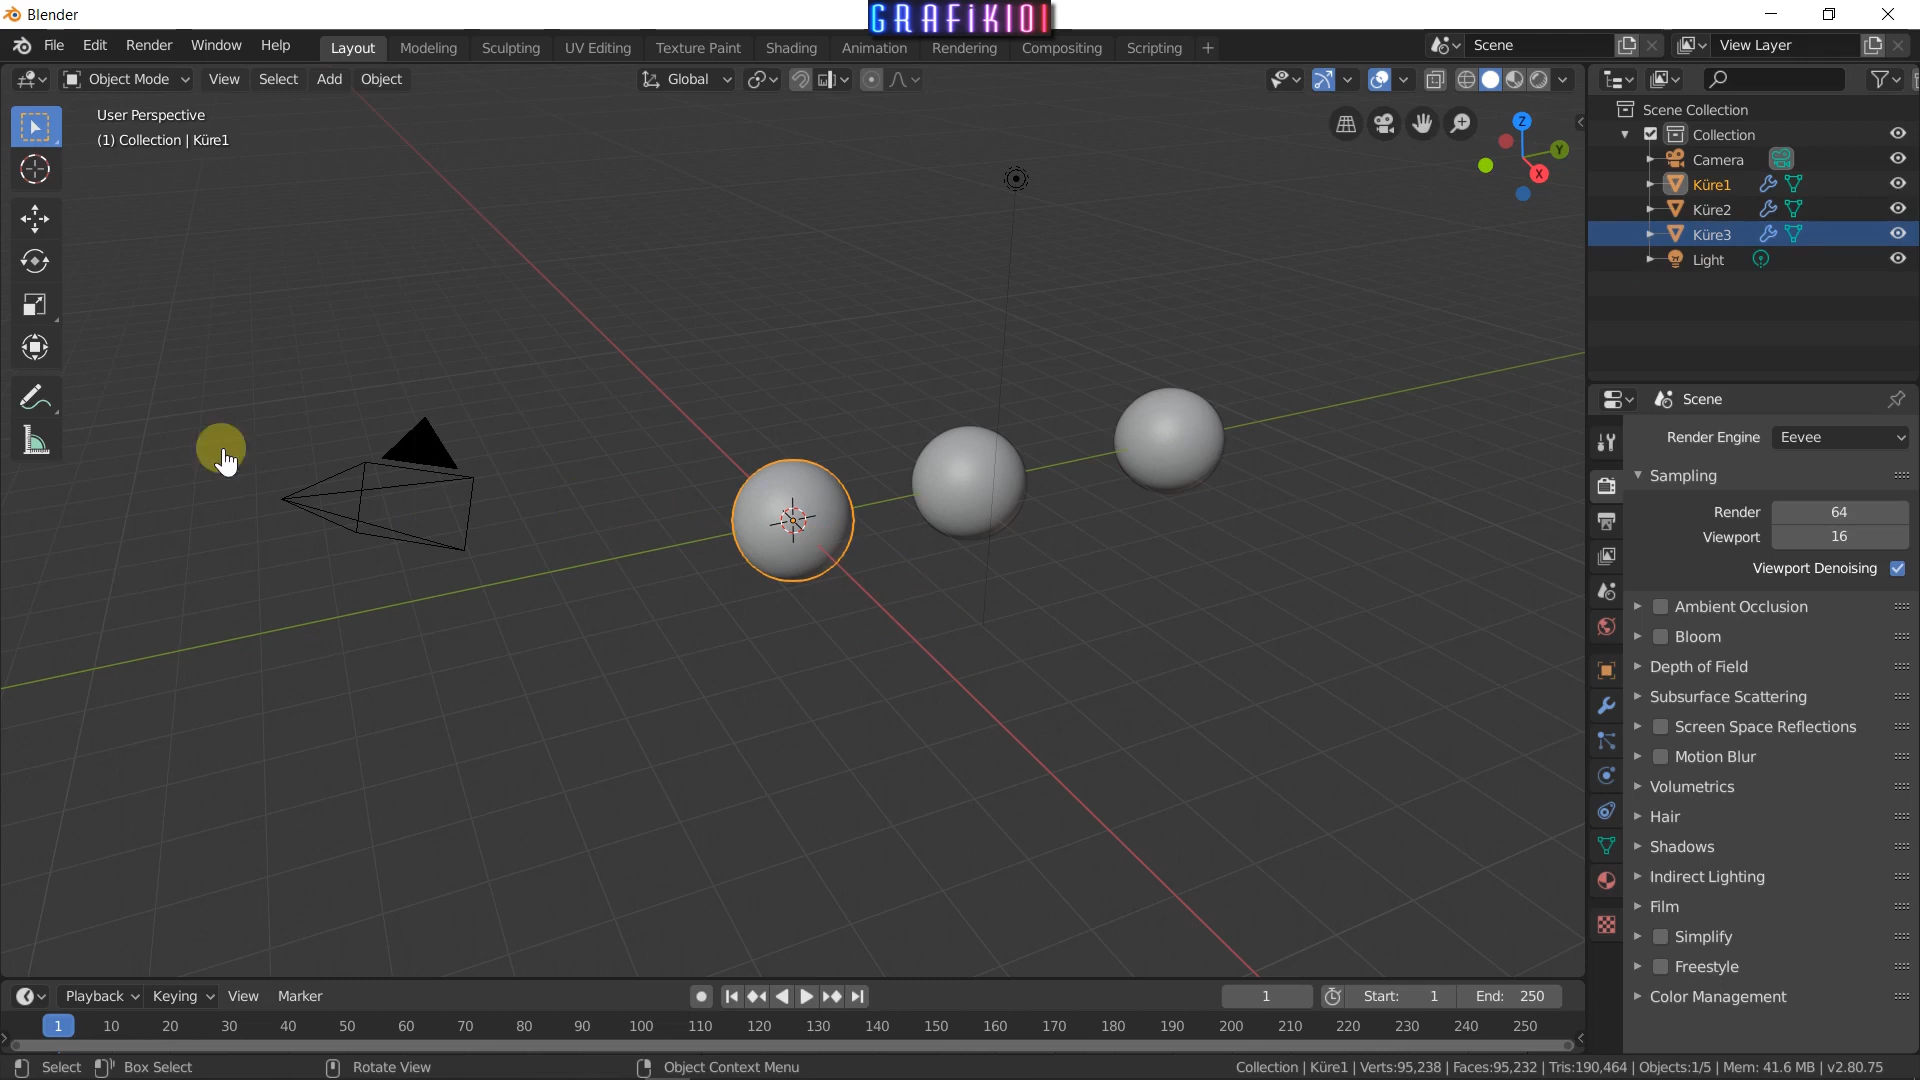 Blender
GRAFiK101
File Edit Render Window Help Layout Modeling Sculpting UV Editing Texture Paint Shading Animation Rendering Compositing Scripting + Scene View Layer
Object Mode View Select Add Object Global
User Perspective
(1) Collection | Küre1
Z
Y
X
Scene Collection
Collection
Camera
Küre1
Küre2
Küre3
Light
Scene
Render Engine Eevee
Sampling
Render 64
Viewport 16
Viewport Denoising
Ambient Occlusion
Bloom
Depth of Field
Subsurface Scattering
Screen Space Reflections
Motion Blur
Volumetrics
Hair
Shadows
Indirect Lighting
Film
Simplify
Freestyle
Color Management
Playback Keying View Marker 1 Start: 1 End: 250
1 10 20 30 40 50 60 70 80 90 100 110 120 130 140 150 160 170 180 190 200 210 220 230 240 250
Select Box Select Rotate View Object Context Menu Collection | Küre1 | Verts:95,238 | Faces:95,232 | Tris:190,464 | Objects:1/5 | Mem: 41.6 MB | v2.80.75